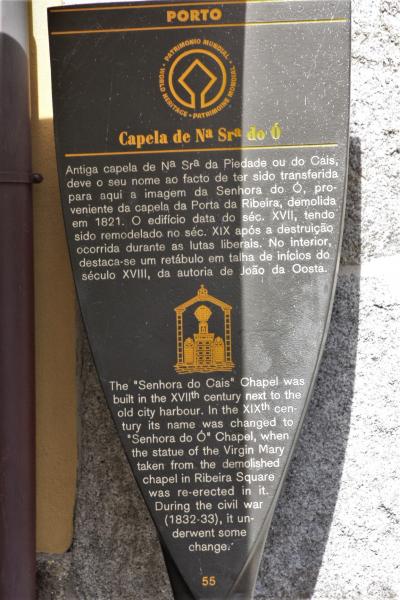 PORTO
PATRIMONIO MUNDIAL • WORLD HERITAGE • PATRIMOINE MONDIAL
Capela de Nª Srª do Ó
Antiga capela de Nª Srª da Piedade ou do Cais,
deve o seu nome ao facto de ter sido transferida
para aqui a imagem da Senhora do Ó, pro-
veniente da capela da Porta da Ribeira, demolida
em 1821. O edifício data do séc. XVII, tendo
sido remodelado no séc. XIX após a destruição
ocorrida durante as lutas liberais. No interior,
destaca-se um retábulo em talha de inícios do
século XVIII, da autoria de João da Costa.
The "Senhora do Cais" Chapel was
built in the XVIIth century next to the
old city harbour. In the XIXth cen-
tury its name was changed to
"Senhora do Ó" Chapel, when
the statue of the Virgin Mary
taken from the demolished
chapel in Ribeira Square
was re-erected in it.
During the civil war
(1832-33), it un-
derwent some
change.
55